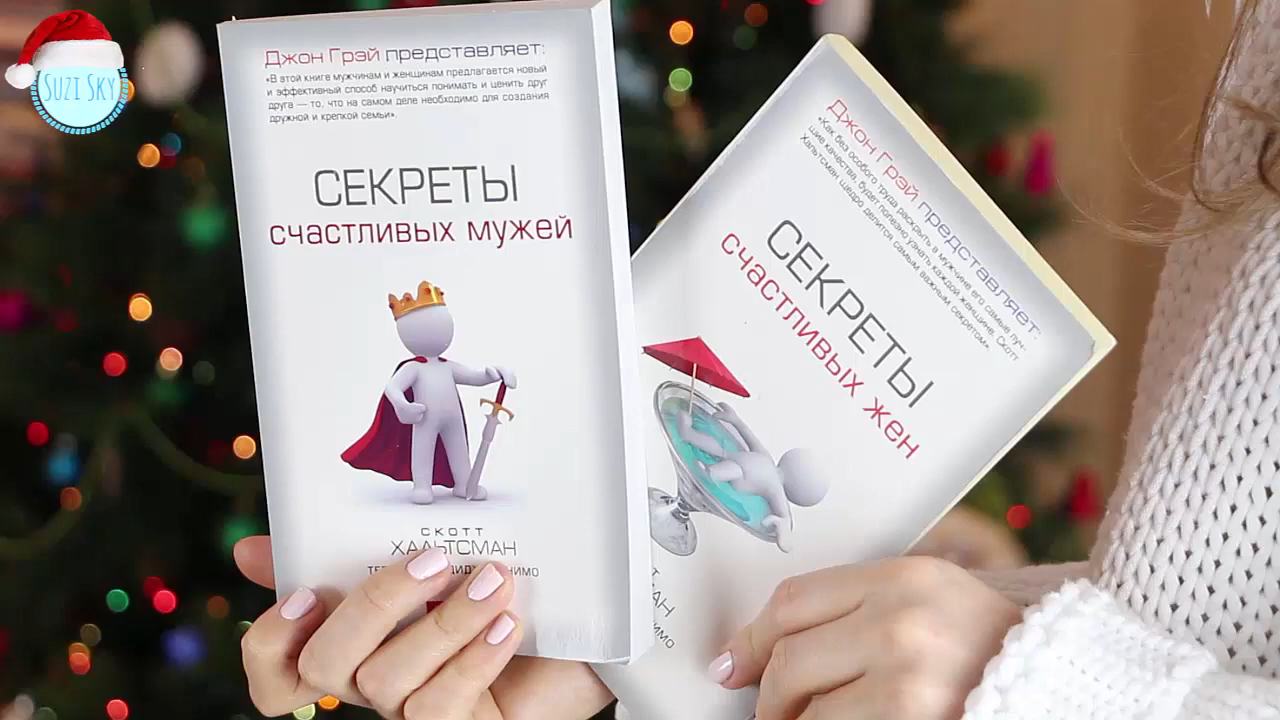 SUZI SKY
Джон Грэй представляет:
«В этой книге мужчинам и женщинам предлагается новый
и эффективный способ научиться понимать и ценить друг
друга — то, что на самом деле необходимо для создания
дружной и крепкой семьи».
СЕКРЕТЫ
счастливых мужей
СКОТТ
ХАЛЬТСМАН
Джон Грэй представляет:
«Как без особого труда раскрыть в мужчине его самые луч-
шие качества, будет полезно узнать каждой женщине. Скотт
Хальтсман щедро делится самым важным секретом».
СЕКРЕТЫ
счастливых жен